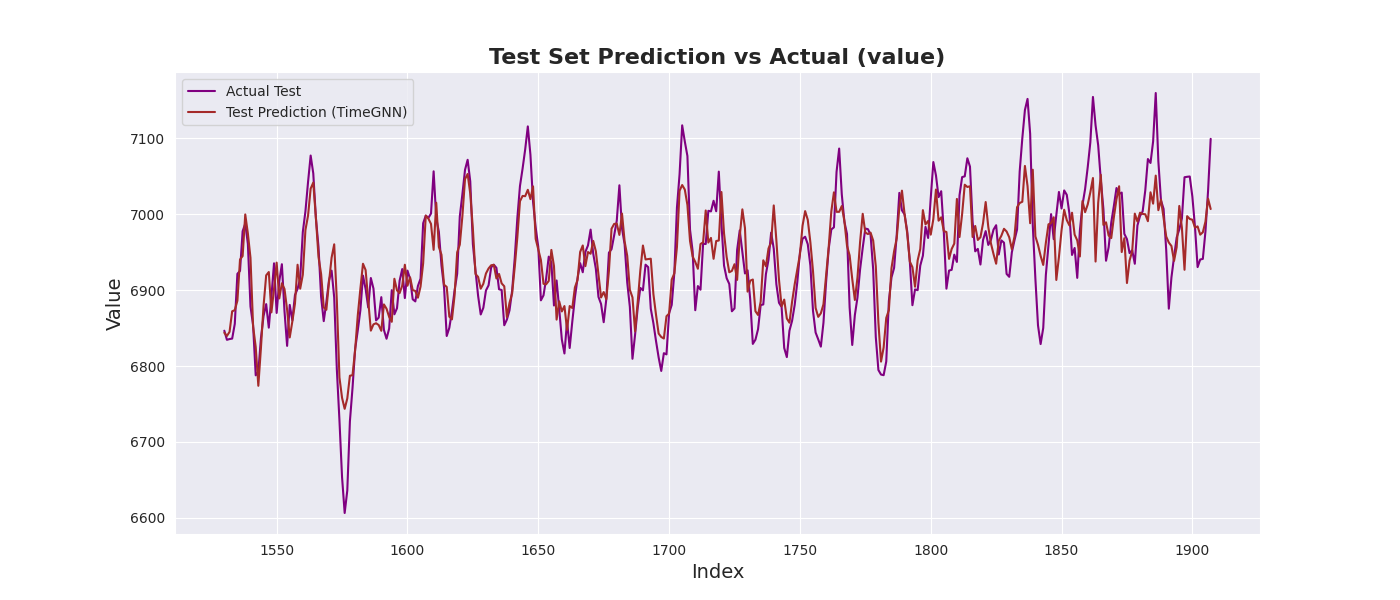 Test Set Prediction vs Actual (value)
Actual Test
Test Prediction (TimeGNN)
Value
7100
7000
6900
6800
6700
6600
1550
1600
1650
1700
1750
1800
1850
1900
Index